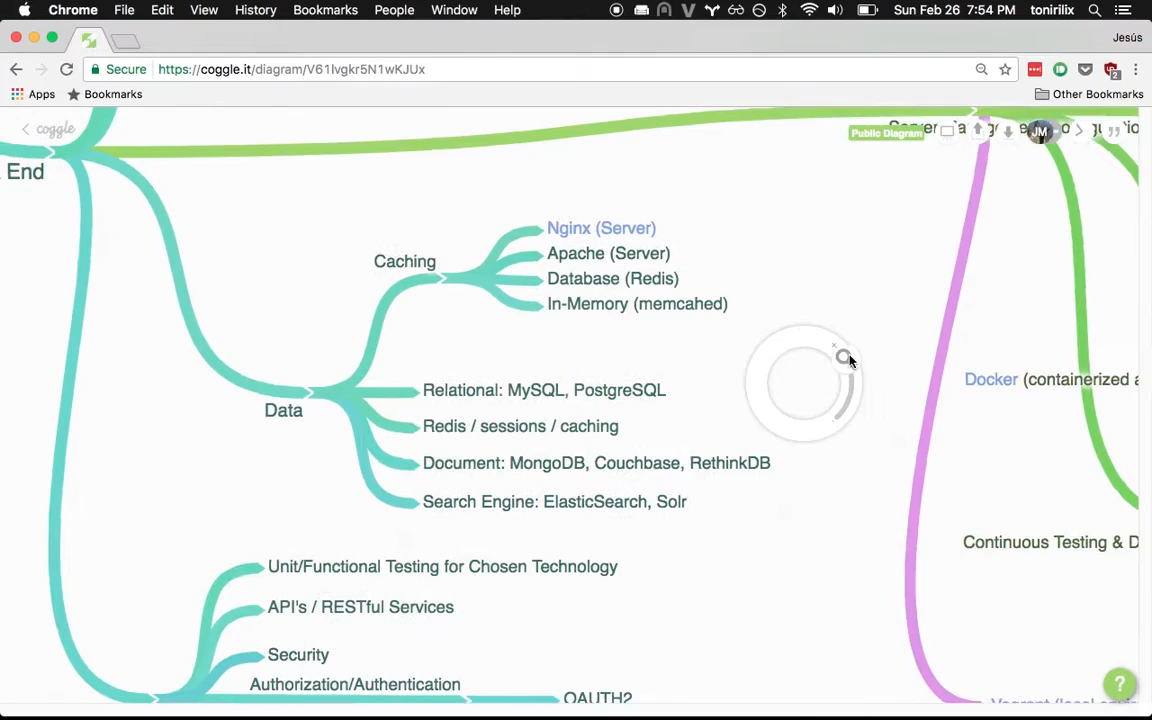 Chrome File Edit View History Bookmarks People Window Help Sun Feb 26 7:54 PM tonirilix
Jesús
Secure https://coggle.it/diagram/V61Ivgkr5N1wKJUx
Apps Bookmarks Other Bookmarks
coggle
Public Diagram
JM
End
Nginx (Server)
Caching
Apache (Server)
Database (Redis)
In-Memory (memcahed)
Docker (containerized a
Relational: MySQL, PostgreSQL
Data
Redis / sessions / caching
Document: MongoDB, Couchbase, RethinkDB
Search Engine: ElasticSearch, Solr
Continuous Testing & D
Unit/Functional Testing for Chosen Technology
API's / RESTful Services
Security
Authorization/Authentication
OAUTH2
?